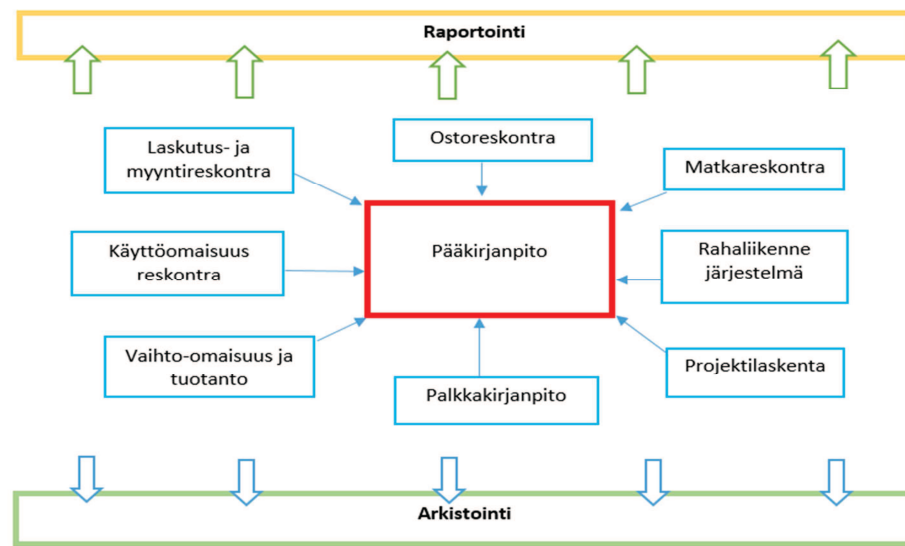 Raportointi
Laskutus- ja
myyntireskontra
Ostoreskontra
Matkareskontra
Käyttöomaisuus
reskontra
Pääkirjanpito
Rahaliikenne
järjestelmä
Vaihto-omaisuus ja
tuotanto
Palkkakirjanpito
Projektilaskenta
Arkistointi